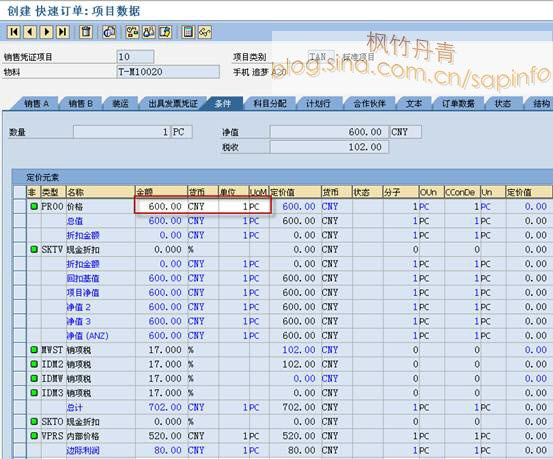 创建 快速订单: 项目数据
销售凭证项目 10 项目类别 TAN 标准项目
物料 T-M10020 手机 追梦 A20
枫竹丹青
blog.sina.com.cn/sapinfo
销售 A 销售 B 装运 出具发票凭证 条件 科目分配 计划行 合作伙伴 文本 订单数据 状态 结构
数量 1 PC 净值 600.00 CNY
税收 102.00
定价元素
非 类型 名称 金额 货币 单位 UoM 定价值 货币 状态 分子 OUn CConDe Un 定价值
PR00 价格 600.00 CNY 1 PC 600.00 CNY 1 PC 1 PC 0.00
总值 600.00 CNY 1 PC 600.00 CNY 1 PC 1 PC 0.00
折扣金额 0.00 CNY 1 PC 0.00 CNY 1 PC 1 PC 0.00
SKTV 现金折扣 0.000 % 0.00 CNY 0 0 0.00
折扣金额 0.00 CNY 1 PC 0.00 CNY 1 PC 1 PC 0.00
回扣基值 600.00 CNY 1 PC 600.00 CNY 1 PC 1 PC 0.00
项目净值 600.00 CNY 1 PC 600.00 CNY 1 PC 1 PC 0.00
净值 2 600.00 CNY 1 PC 600.00 CNY 1 PC 1 PC 0.00
净值 3 600.00 CNY 1 PC 600.00 CNY 1 PC 1 PC 0.00
净值 (ANZ) 600.00 CNY 1 PC 600.00 CNY 1 PC 1 PC 0.00
MWST 销项税 17.000 % 102.00 CNY 0 0 0.00
IDM2 销项税 17.000 % 102.00 CNY 0 0 0.00
IDMW 销项税 17.000 % 0.00 CNY 0 0 0.00
IDM3 销项税 17.000 % 0.00 CNY 0 0 0.00
总计 702.00 CNY 1 PC 702.00 CNY 1 PC 1 PC 0.00
SKTO 现金折扣 0.000 % 0.00 CNY 0 0 0.00
VPRS 内部价格 520.00 CNY 1 PC 520.00 CNY 1 PC 1 PC 0.00
边际利润 80.00 CNY 1 PC 80.00 CNY 1 PC 1 PC 0.00